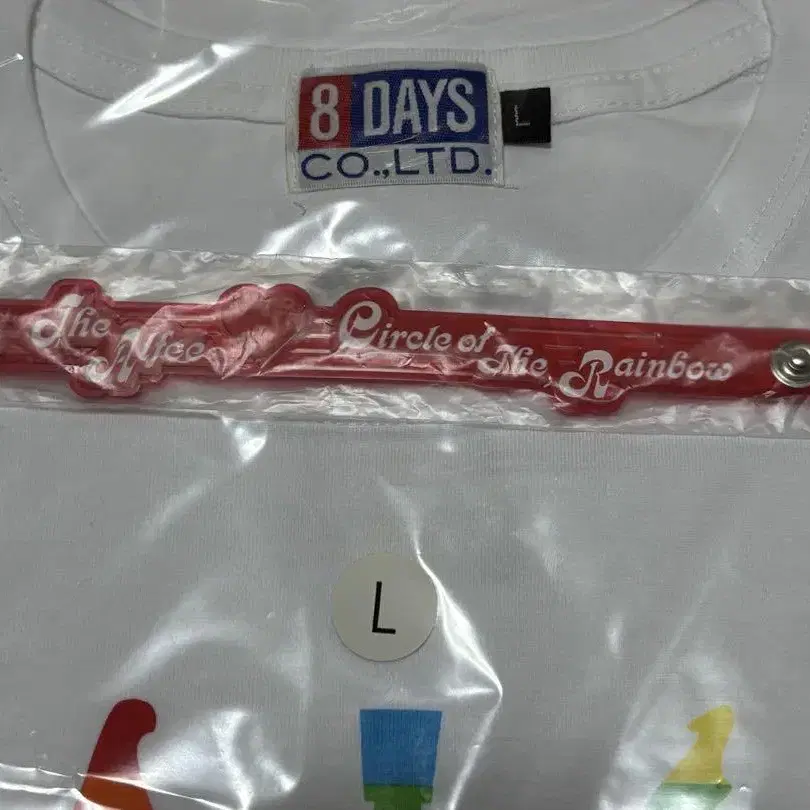 8 DAYS
CO.,LTD.
L
The Nice Circle of The Rainbow
L